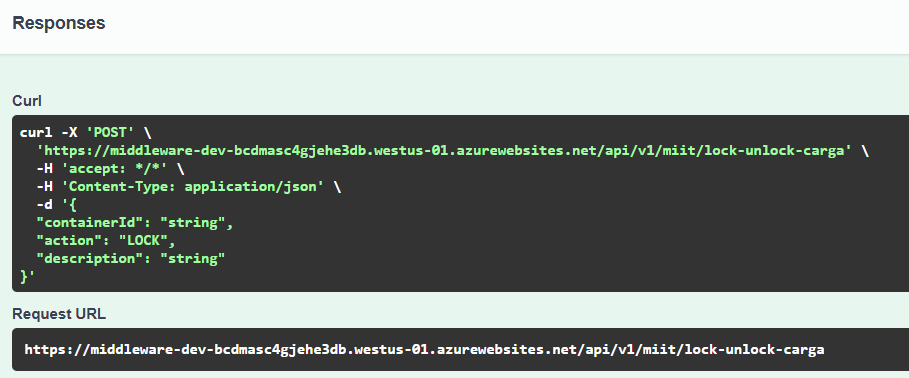 Responses
Curl
curl -X 'POST' \
  'https://middleware-dev-bcdmasc4gjehe3db.westus-01.azurewebsites.net/api/v1/miit/lock-unlock-carga' \
  -H 'accept: */*' \
  -H 'Content-Type: application/json' \
  -d '{
  "containerId": "string",
  "action": "LOCK",
  "description": "string"
}'
Request URL
https://middleware-dev-bcdmasc4gjehe3db.westus-01.azurewebsites.net/api/v1/miit/lock-unlock-carga